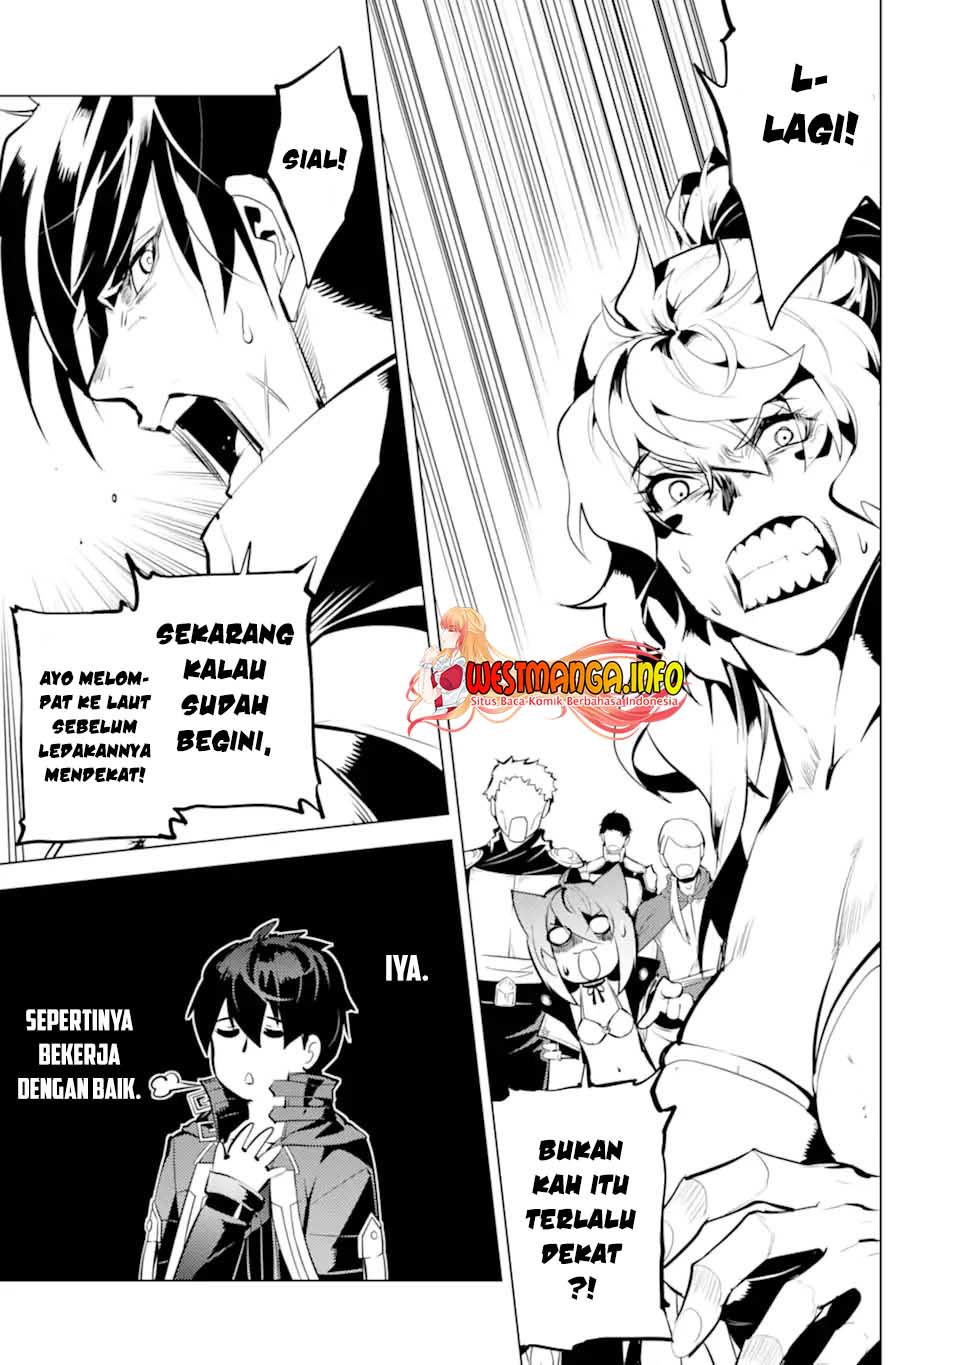 L-
LAGI!
BUKAN
KAH ITU
TERLALU
DEKAT
?!
SIAL!
SEKARANG
KALAU
SUDAH
BEGINI,
AYO MELOM-
PAT KE LAUT
SEBELUM
LEDAKANNYA
MENDEKAT!
WESTMANGA.INFO
Situs Baca Komik Berbahasa Indonesia
IYA.
SEPERTINYA
BEKERJA
DENGAN BAIK.